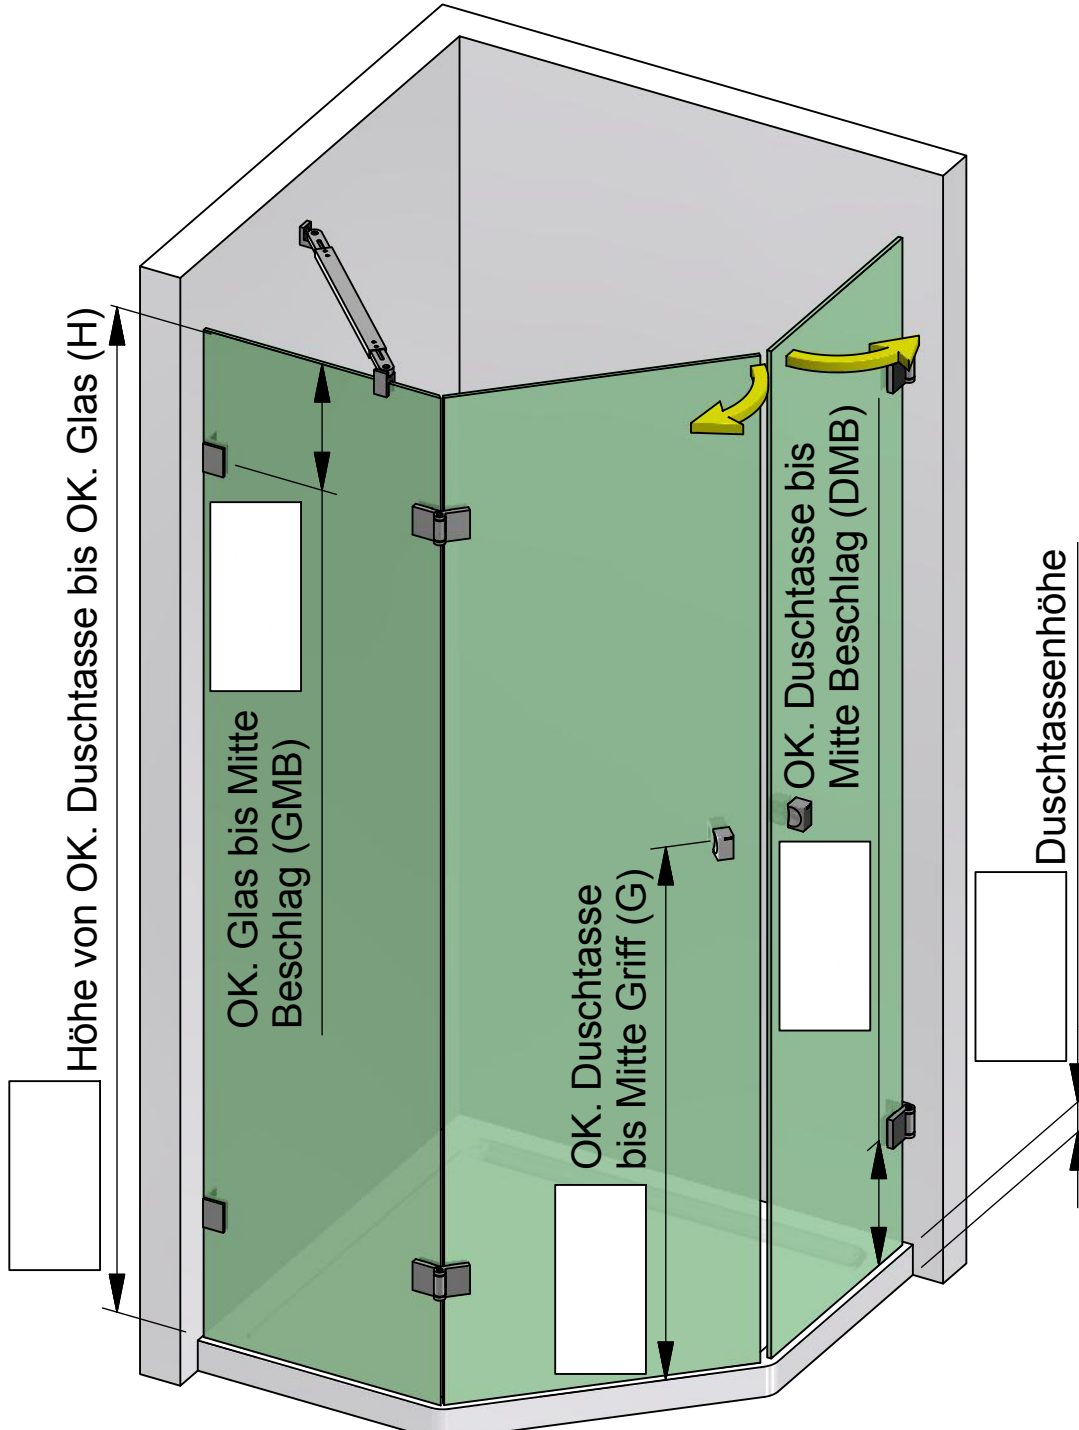 Höhe von OK. Duschtasse bis OK. Glas (H)
OK. Glas bis Mitte
Beschlag (GMB)
OK. Duschtasse
bis Mitte Griff (G)
OK. Duschtasse bis
Mitte Beschlag (DMB)
Duschtassenhöhe